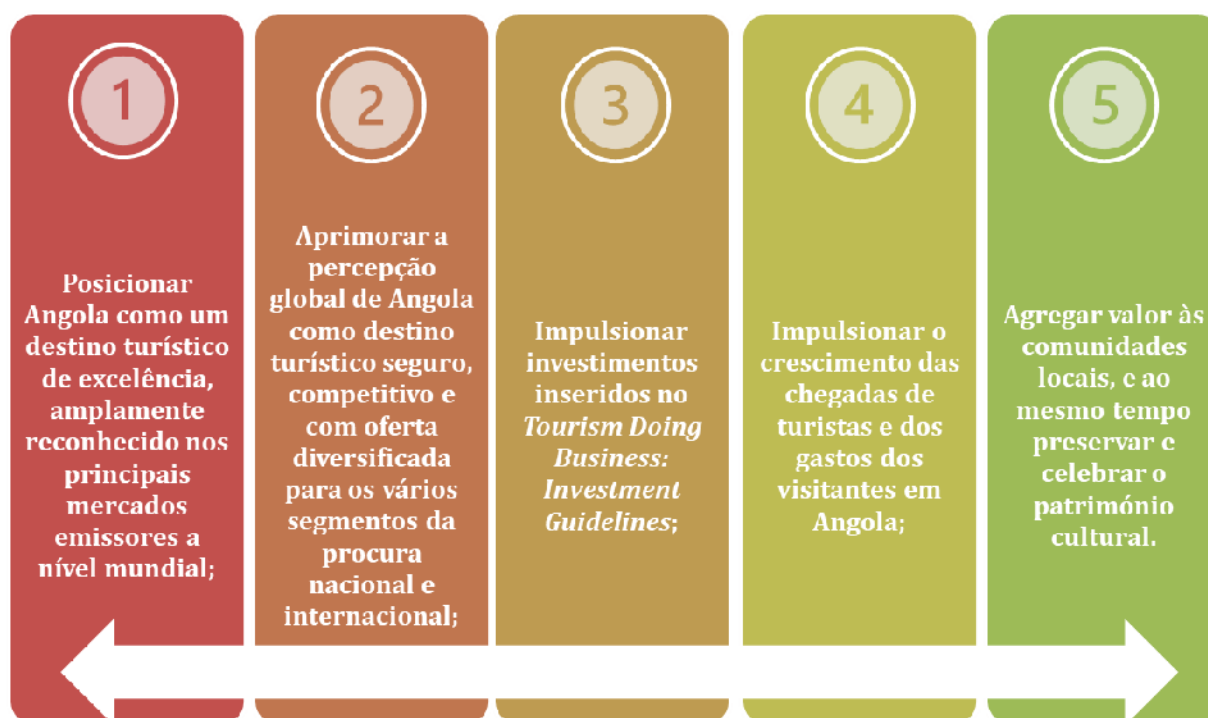 1
Posicionar
Angola como um
destino turístico
de excelência,
amplamente
reconhecido nos
principais
mercados
emissores a
nível mundial;
2
Aprimorar a
percepção
global de Angola
como destino
turístico seguro,
competitivo e
com oferta
diversificada
para os vários
segmentos da
procura
nacional e
internacional;
3
Impulsionar
investimentos
inseridos no
Tourism Doing
Business:
Investment
Guidelines;
4
Impulsionar o
crescimento das
chegadas de
turistas e dos
gastos dos
visitantes em
Angola;
5
Agregar valor às
comunidades
locais, e ao
mesmo tempo
preservar e
celebrar o
património
cultural.